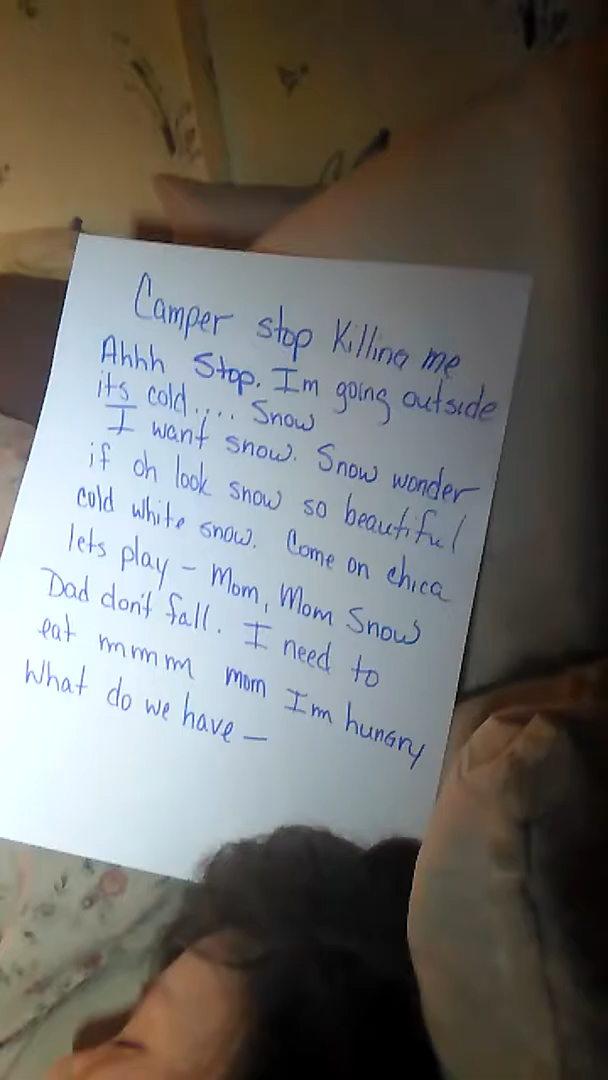 Camper stop Killing me
Ahhh Stop. Im going outside
its cold.... Snow
I want snow. Snow wonder
if oh look snow so beautiful
cold white snow. Come on chica
lets play - Mom, Mom Snow
Dad don't fall. I need to
eat mmmm mom Im hungry
What do we have -